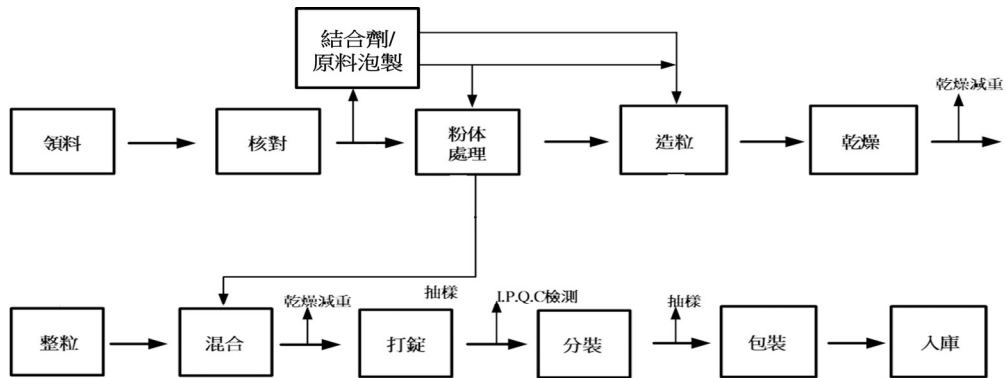 結合劑/
原料泡製
乾燥減重
領料
核對
粉体
處理
造粒
乾燥
乾燥減重
抽樣
I.P.Q.C檢測
抽樣
整粒
混合
打錠
分裝
包裝
入庫